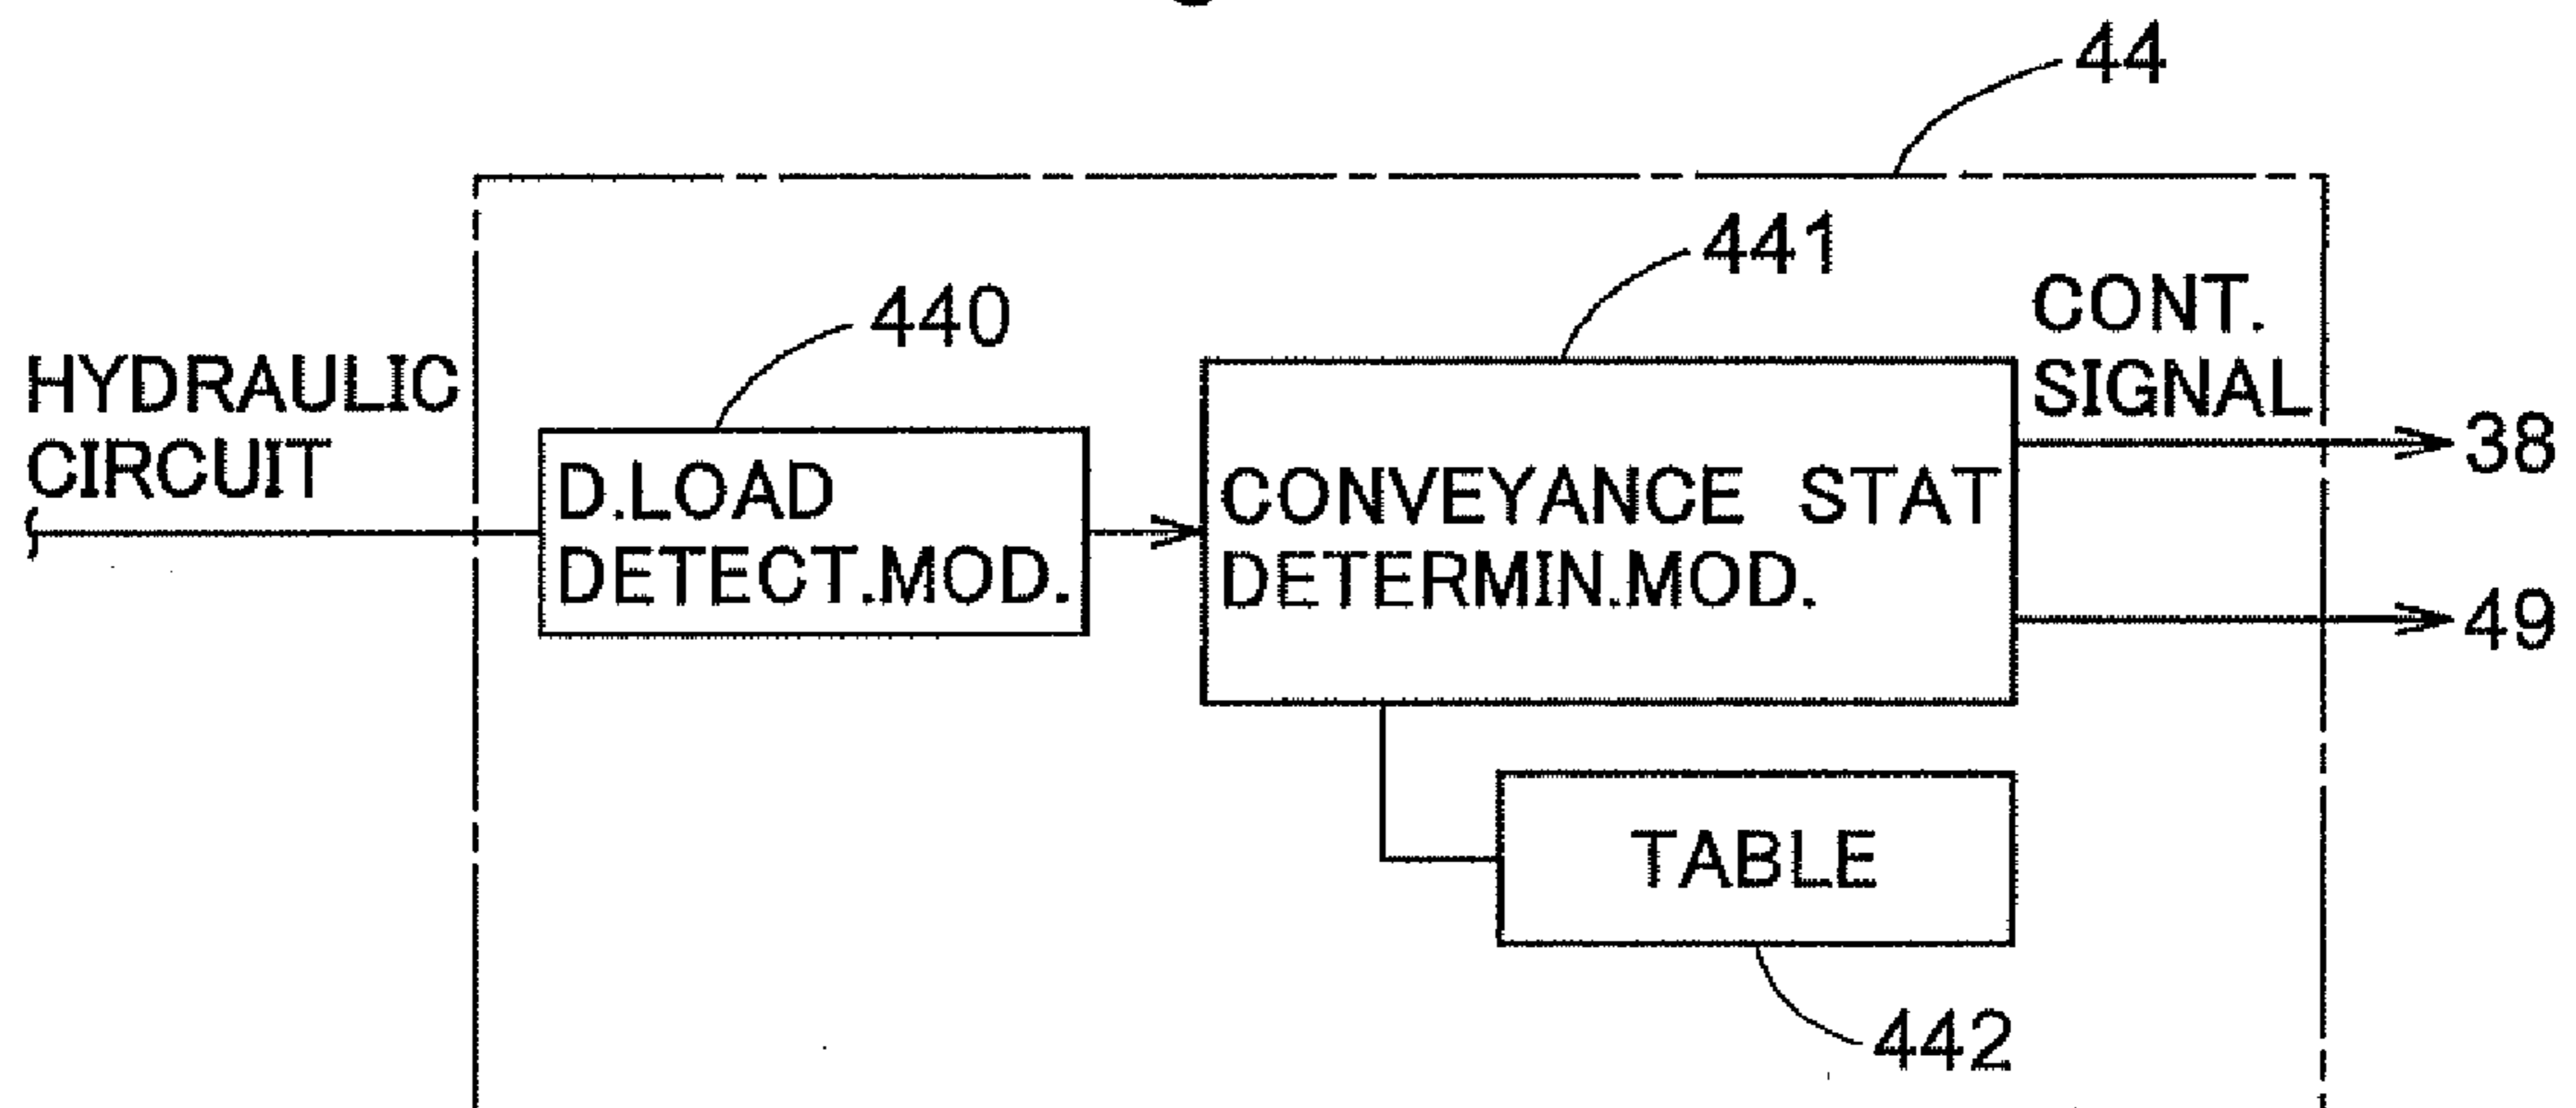 44
441
CONT.
SIGNAL
440
HYDRAULIC
CIRCUIT
D.LOAD
DETECT.MOD.
CONVEYANCE STAT
DETERMIN.MOD.
38
49
TABLE
442